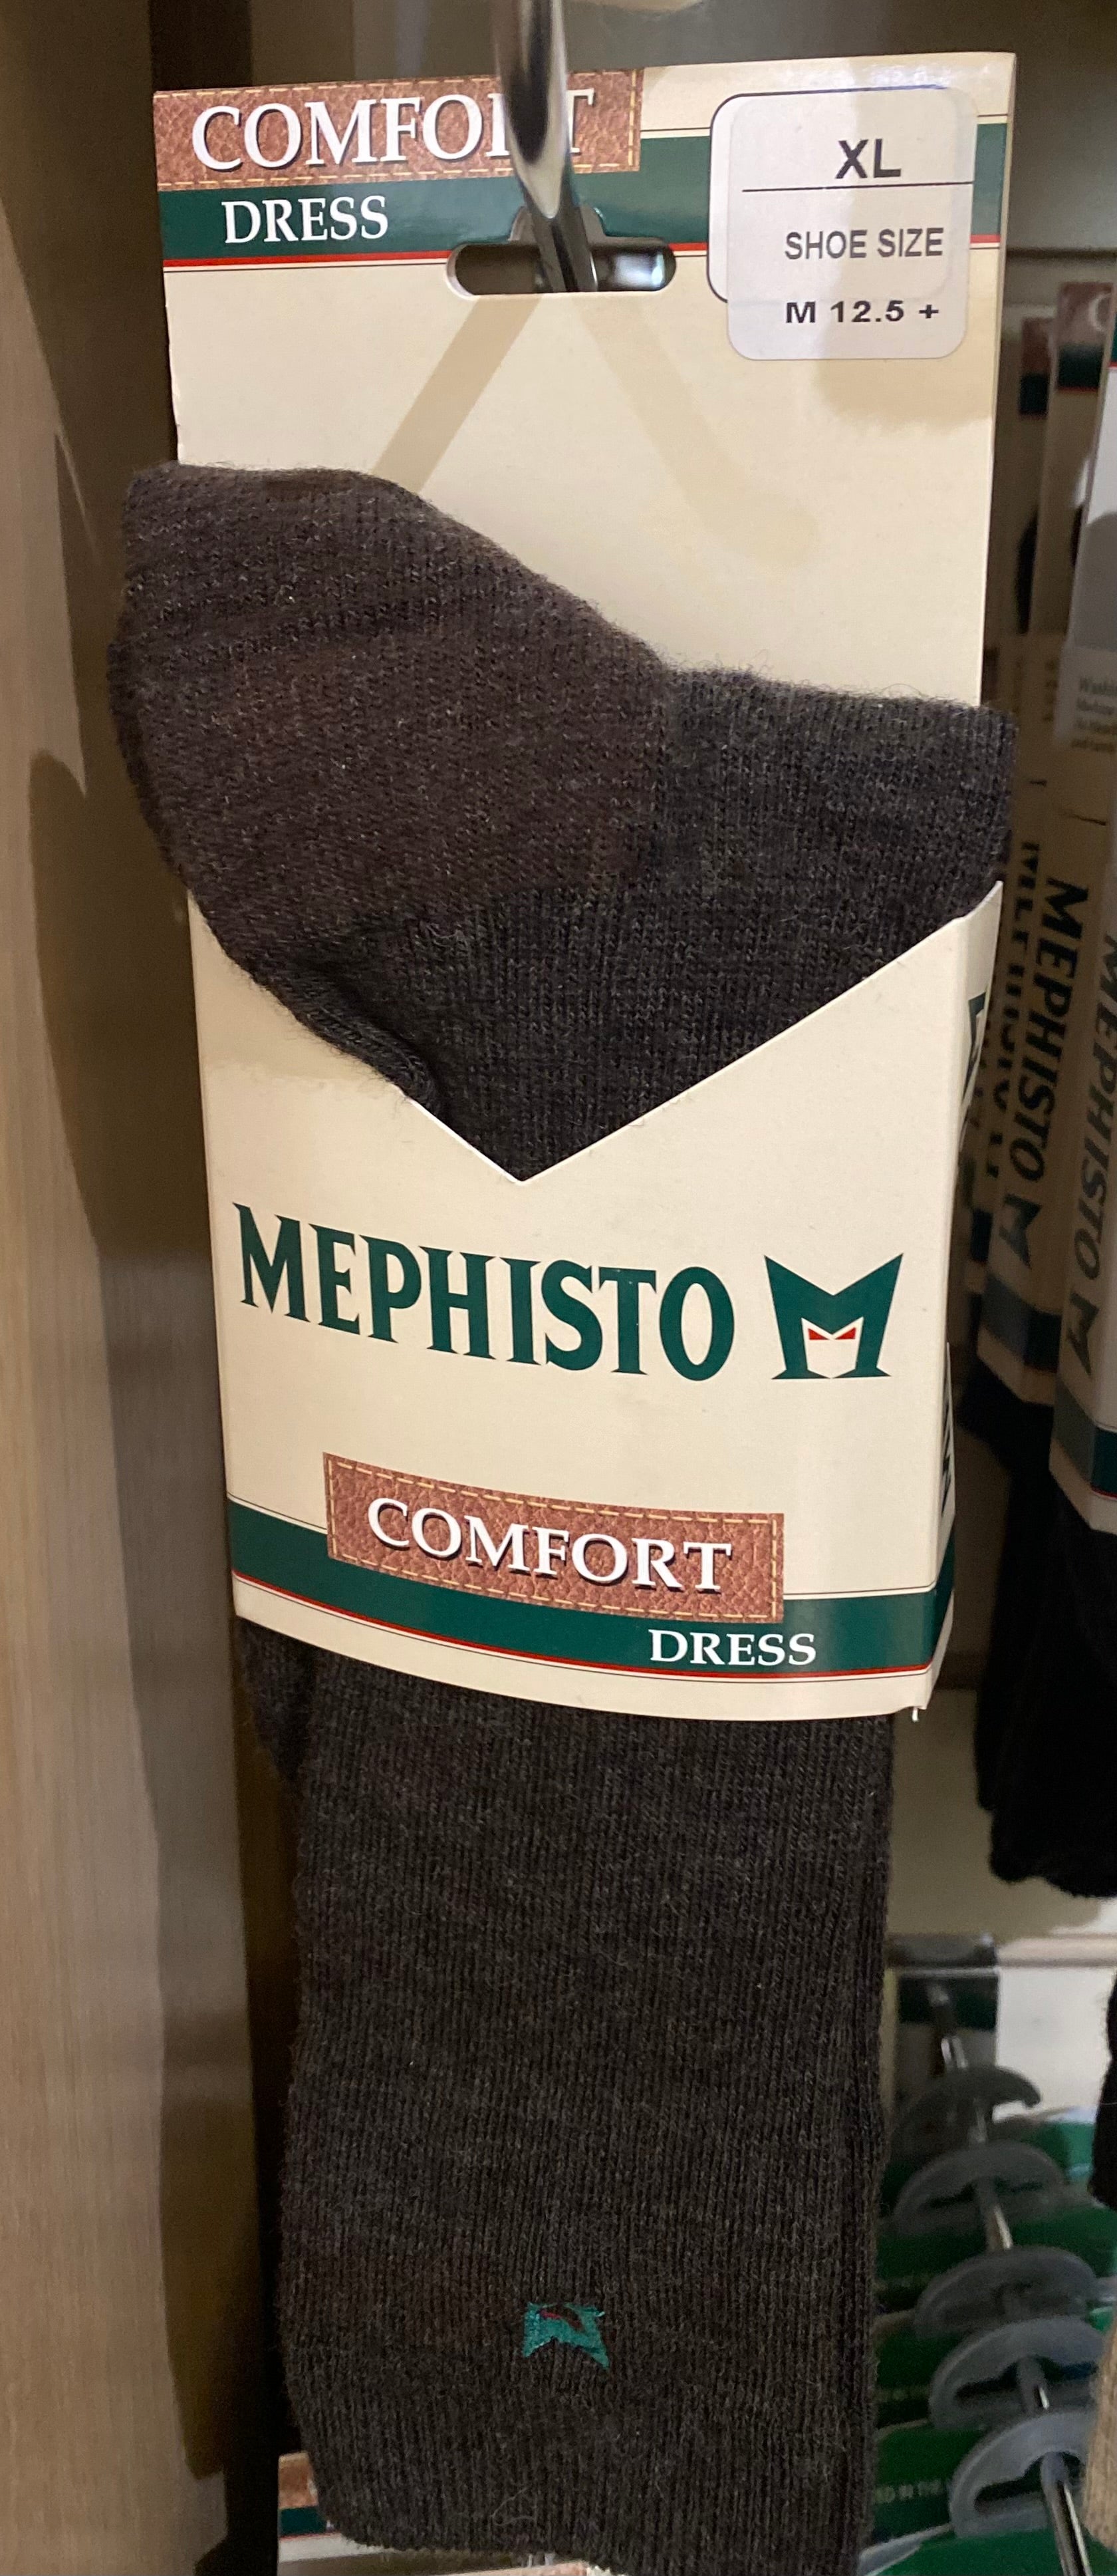 COMFORT
DRESS
XL
SHOE SIZE
M 12.5 +
MEPHISTO
COMFORT
DRESS
MEPHISTO
MEPHISTO